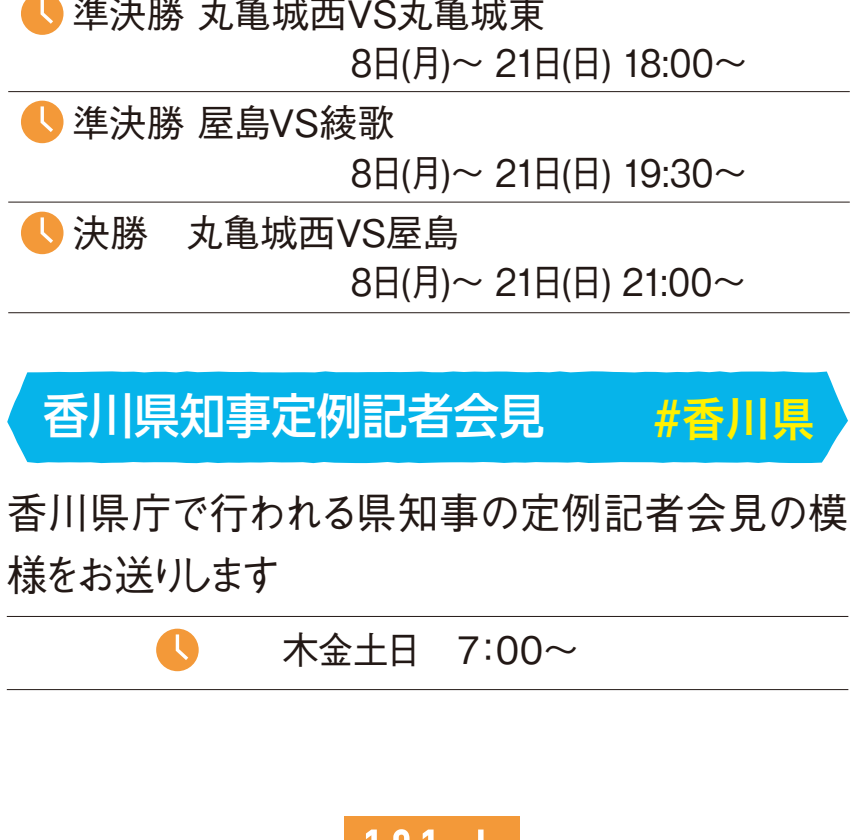 準決勝 丸亀城西VS丸亀城東
8日(月)～ 21日(日) 18:00～
準決勝 屋島VS綾歌
8日(月)～ 21日(日) 19:30～
決勝　丸亀城西VS屋島
8日(月)～ 21日(日) 21:00～
香川県知事定例記者会見 #香川県
香川県庁で行われる県知事の定例記者会見の模
様をお送りします
木金土日　7:00～